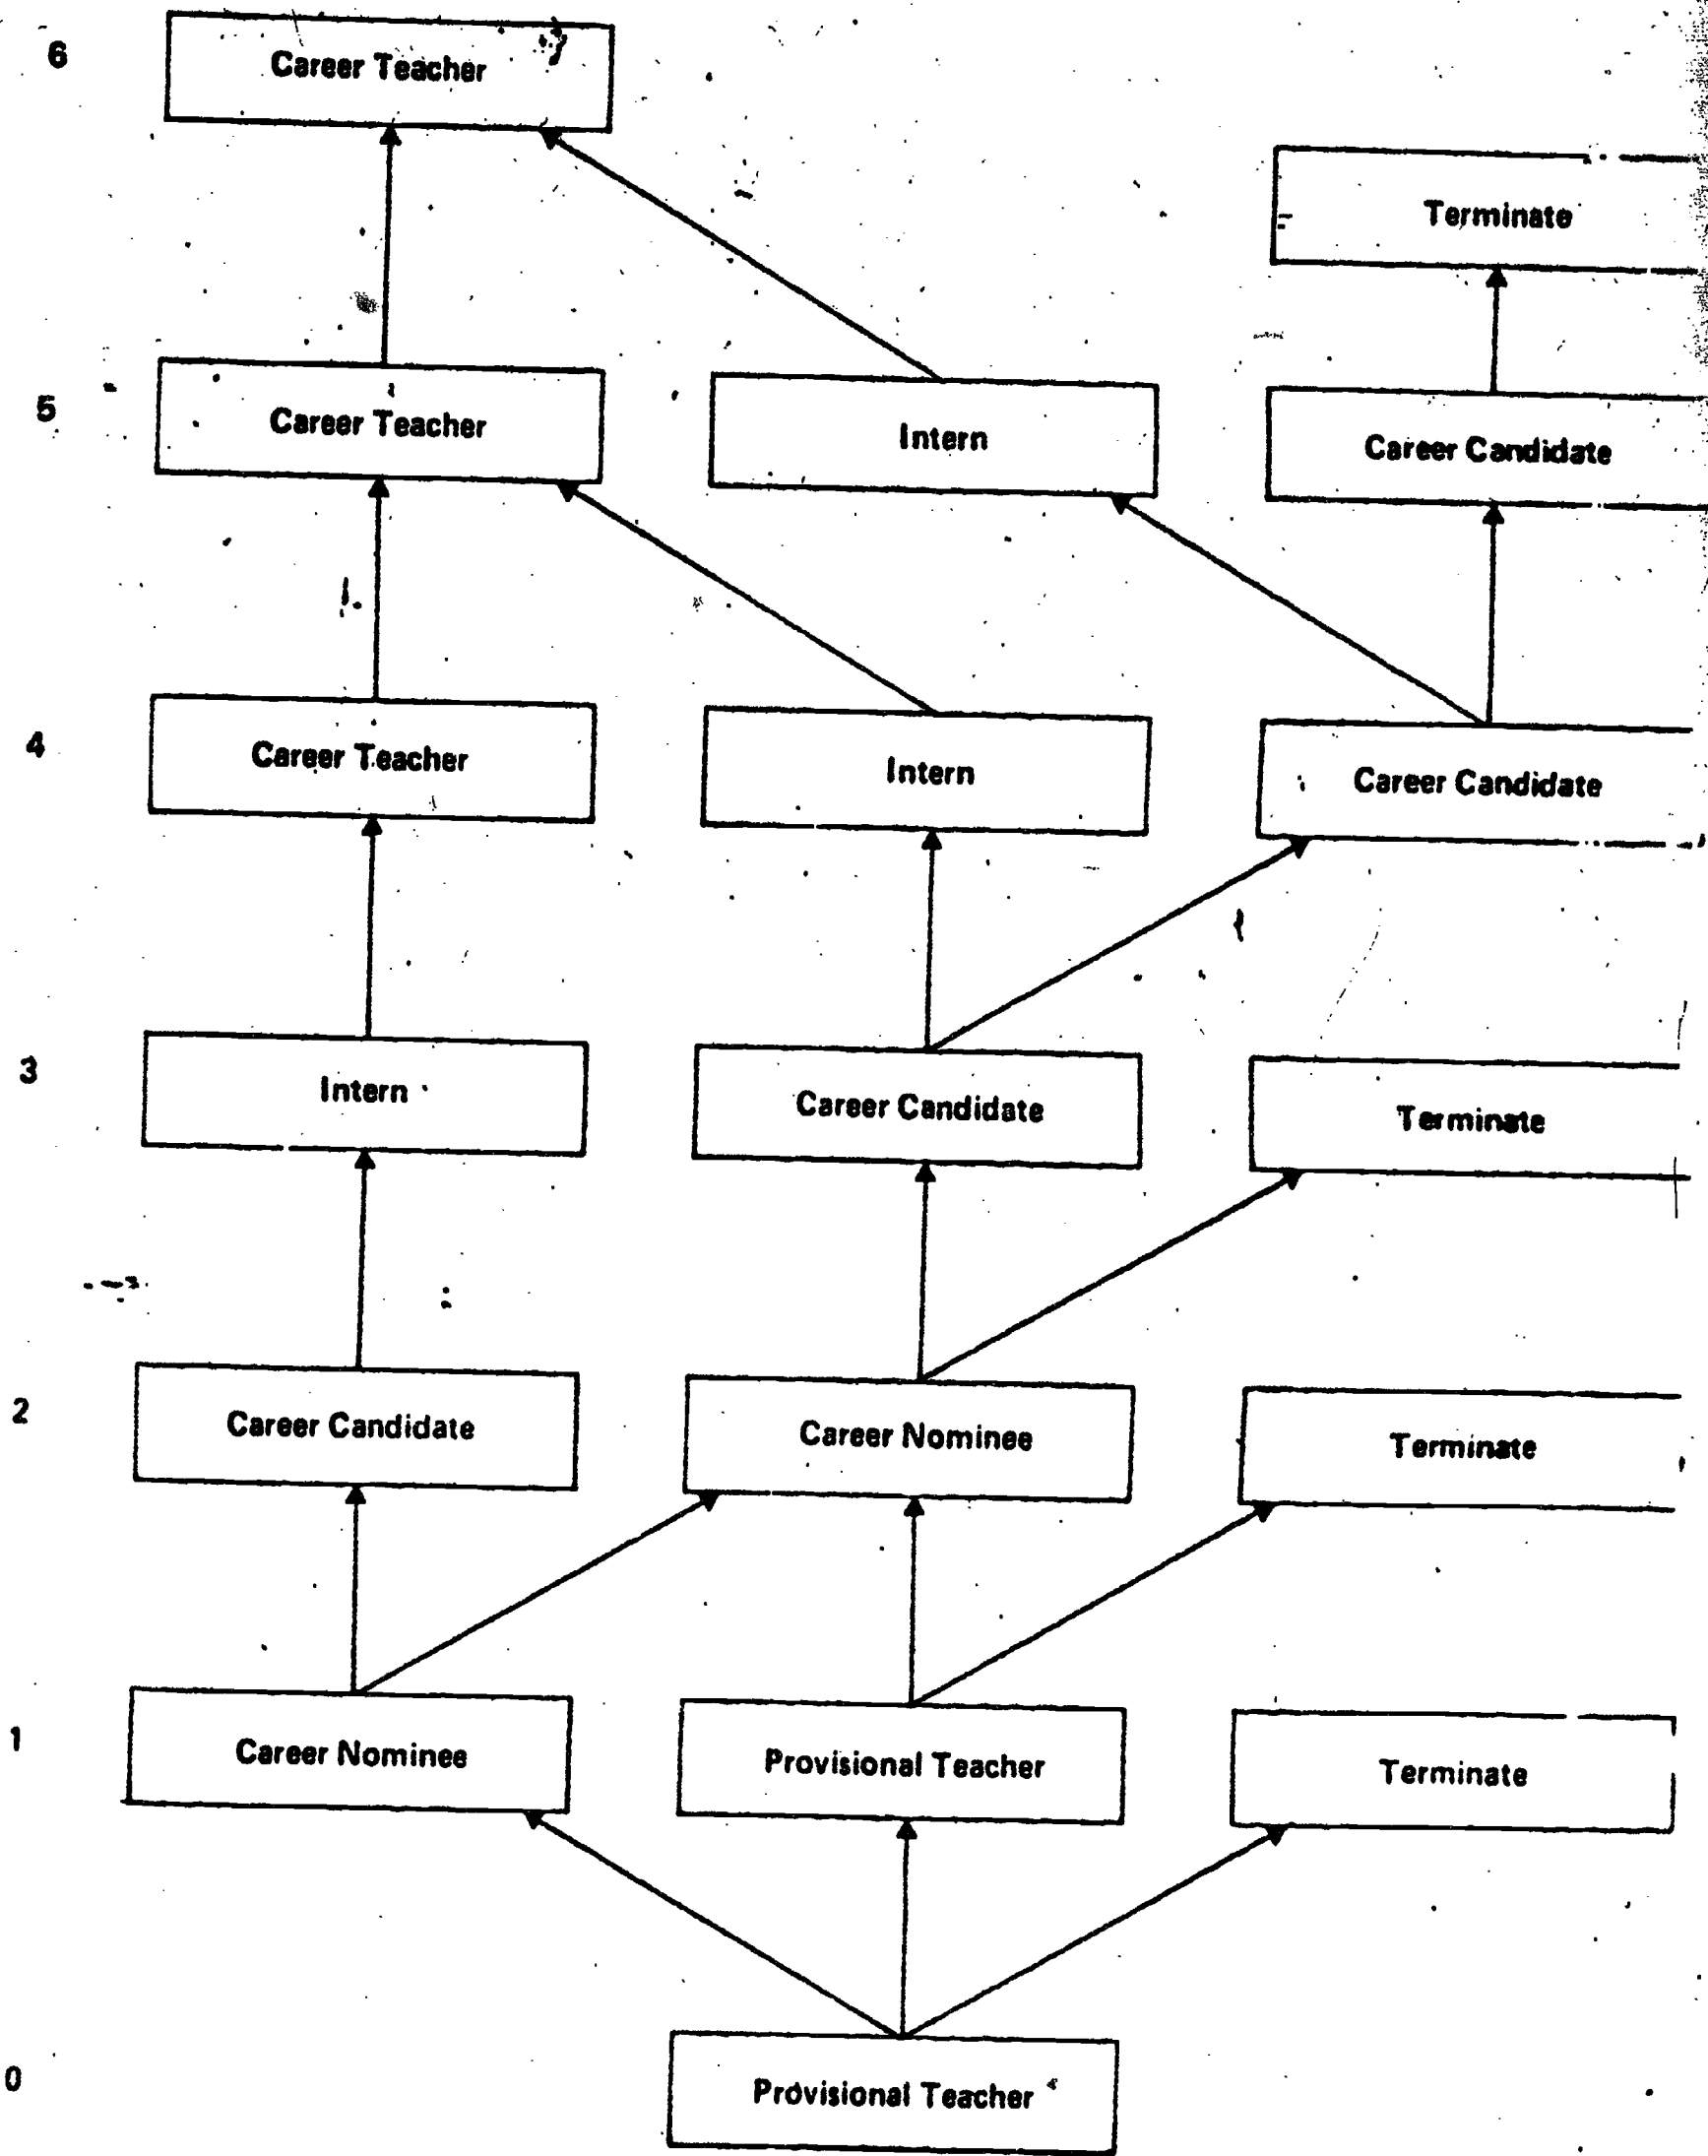 6
Career Teacher
Terminate
5
Career Teacher
Intern
Career Candidate
4
Career Teacher
Intern
Career Candidate
3
Intern
Career Candidate
Terminate
2
Career Candidate
Career Nominee
Terminate
1
Career Nominee
Provisional Teacher
Terminate
0
Provisional Teacher